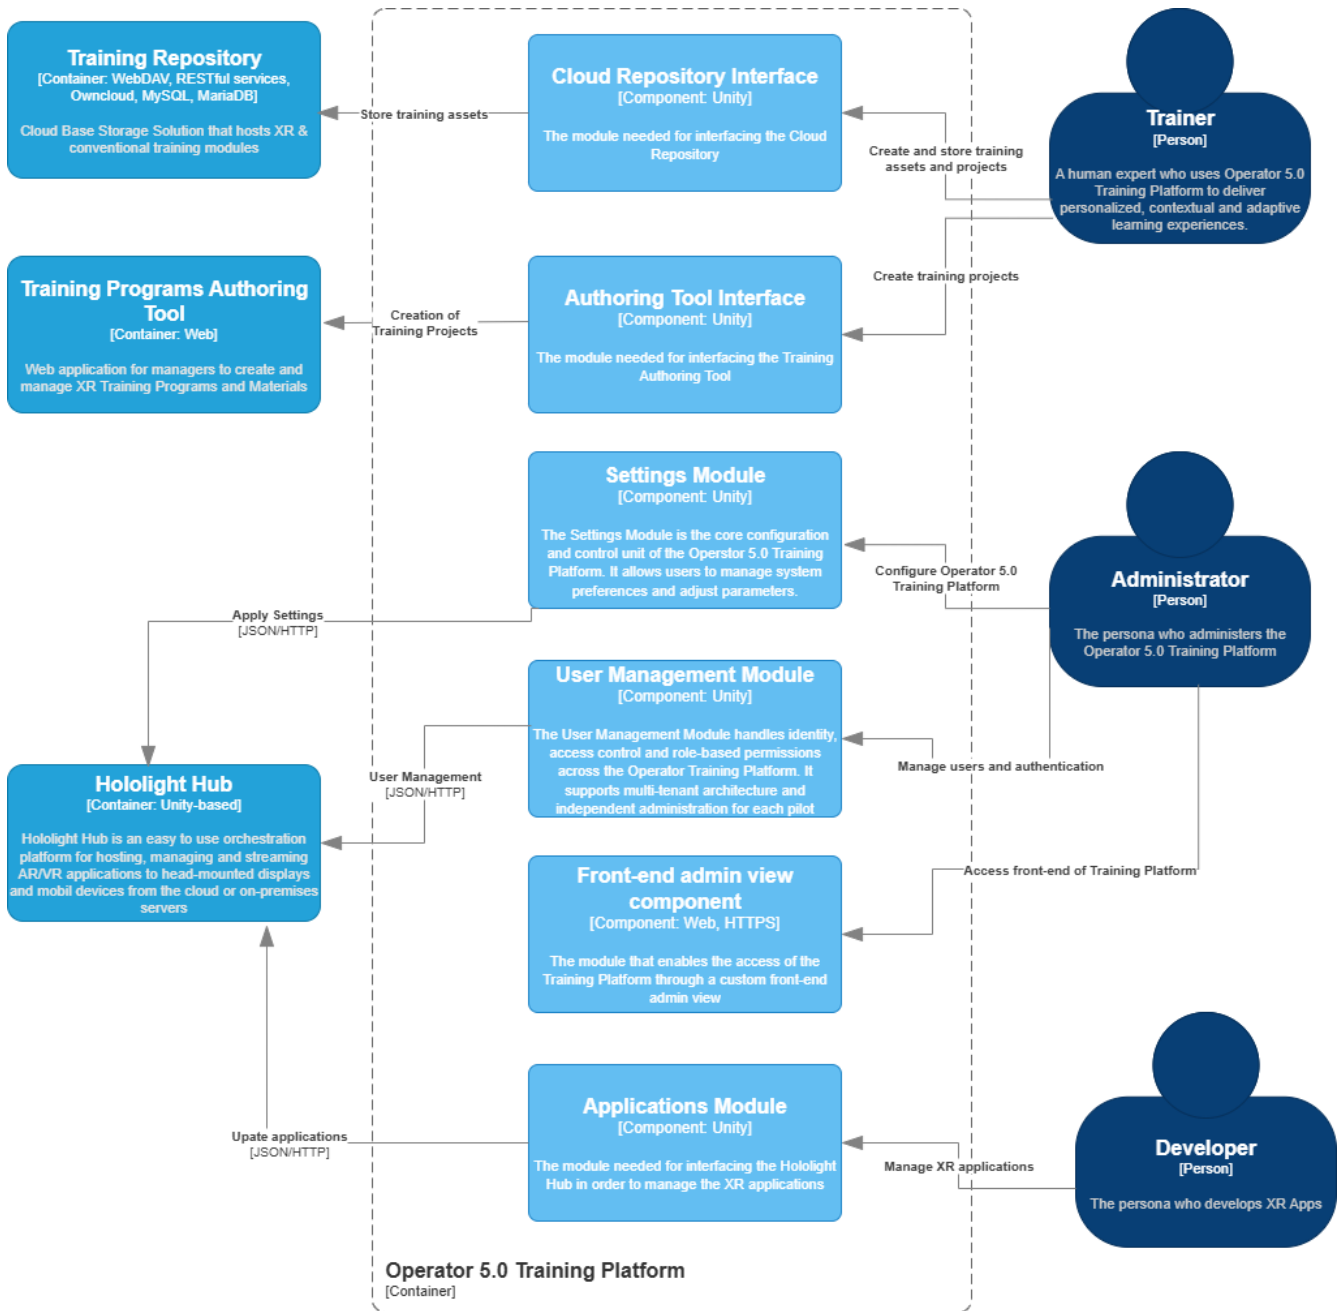 Training Repository
[Container: WebDAV, RESTful services,
Owncloud, MySQL, MariaDB]
Cloud Base Storage Solution that hosts XR &
conventional training modules
Store training assets
Cloud Repository Interface
[Component: Unity]
The module needed for interfacing the Cloud
Repository
Create and store training
assets and projects
Trainer
[Person]
A human expert who uses Operator 5.0
Training Platform to deliver
personalized, contextual and adaptive
learning experiences.
Training Programs Authoring
Tool
[Container: Web]
Web application for managers to create and
manage XR Training Programs and Materials
Creation of
Training Projects
Authoring Tool Interface
[Component: Unity]
The module needed for interfacing the Training
Authoring Tool
Create training projects
Settings Module
[Component: Unity]
The Settings Module is the core configuration
and control unit of the Operstor 5.0 Training
Platform. It allows users to manage system
preferences and adjust parameters.
Configure Operator 5.0
Training Platform
Administrator
[Person]
The persona who administers the
Operator 5.0 Training Platform
Apply Settings
[JSON/HTTP]
User Management Module
[Component: Unity]
The User Management Module handles identity,
access control and role-based permissions
across the Operator Training Platform. It
supports multi-tenant architecture and
independent administration for each pilot
Manage users and authentication
User Management
[JSON/HTTP]
Hololight Hub
[Container: Unity-based]
Hololight Hub is an easy to use orchestration
platform for hosting, managing and streaming
AR/VR applications to head-mounted displays
and mobil devices from the cloud or on-premises
servers
Front-end admin view
component
[Component: Web, HTTPS]
The module that enables the access of the
Training Platform through a custom front-end
admin view
Access front-end of Training Platform
Upate applications
[JSON/HTTP]
Applications Module
[Component: Unity]
The module needed for interfacing the Hololight
Hub in order to manage the XR applications
Manage XR applications
Developer
[Person]
The persona who develops XR Apps
Operator 5.0 Training Platform
[Container]